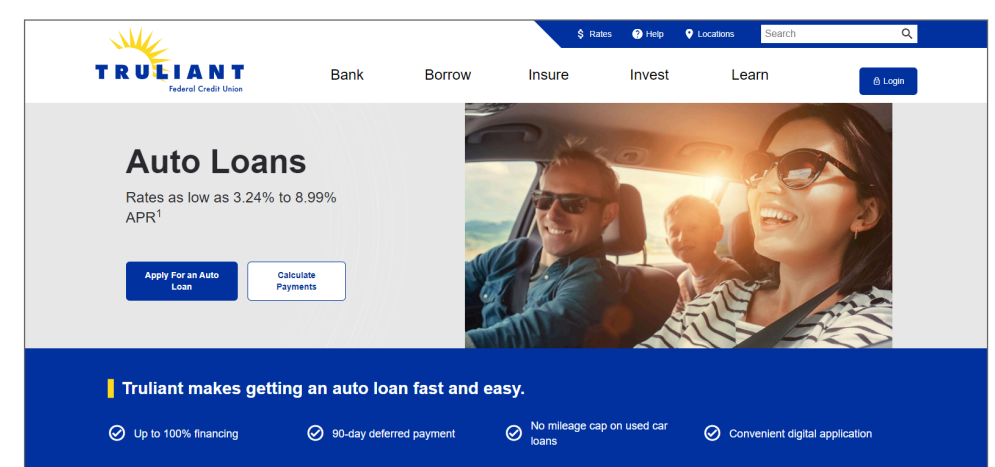 $ Rates
? Help
Locations
Search
TRULIANT
Federal Credit Union
Bank
Borrow
Insure
Invest
Learn
Login
Auto Loans
Rates as low as 3.24% to 8.99%
APR¹
Apply For an Auto
Loan
Calculate
Payments
Truliant makes getting an auto loan fast and easy.
Up to 100% financing
90-day deferred payment
No mileage cap on used car
loans
Convenient digital application